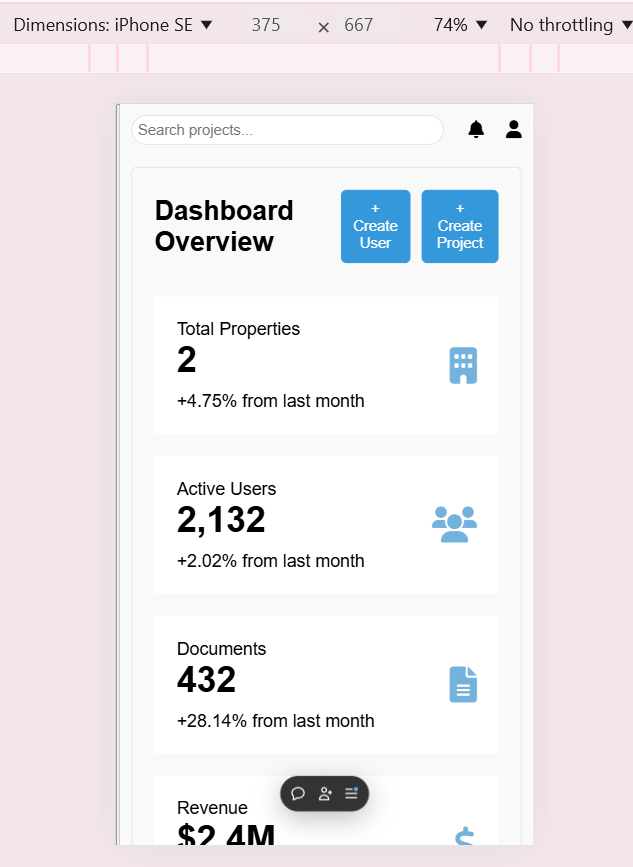 Dimensions: iPhone SE ▼ 375 × 667 74% ▼ No throttling ▼
Search projects...
Dashboard
Overview
+
Create
User
+
Create
Project
Total Properties
2
+4.75% from last month
Active Users
2,132
+2.02% from last month
Documents
432
+28.14% from last month
Revenue
$2.4M